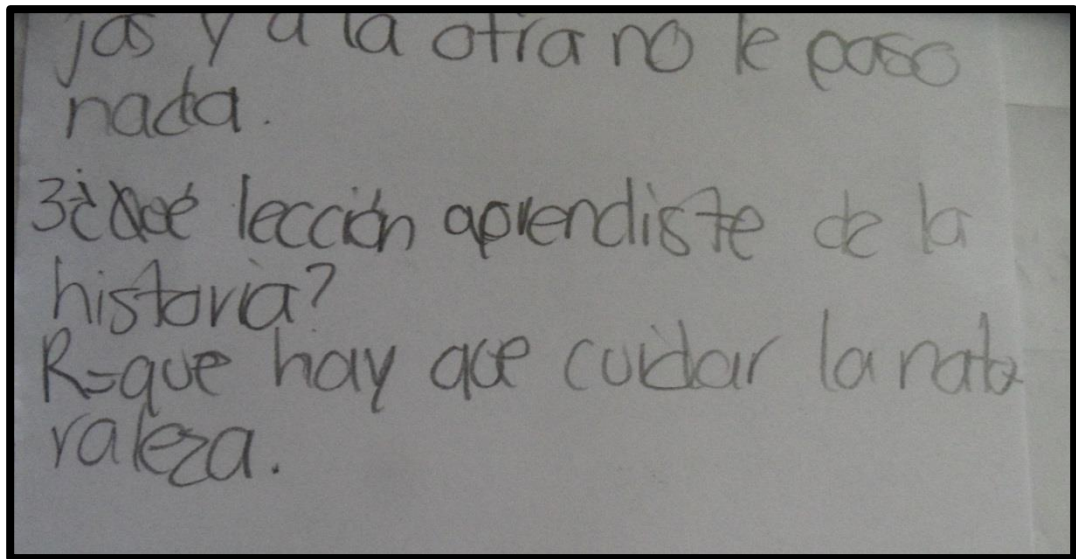 jas y a la otra no le paso
nada.
3¿Qué lección aprendiste de la
historia?
R=que hay que cuidar la natu
raleza.